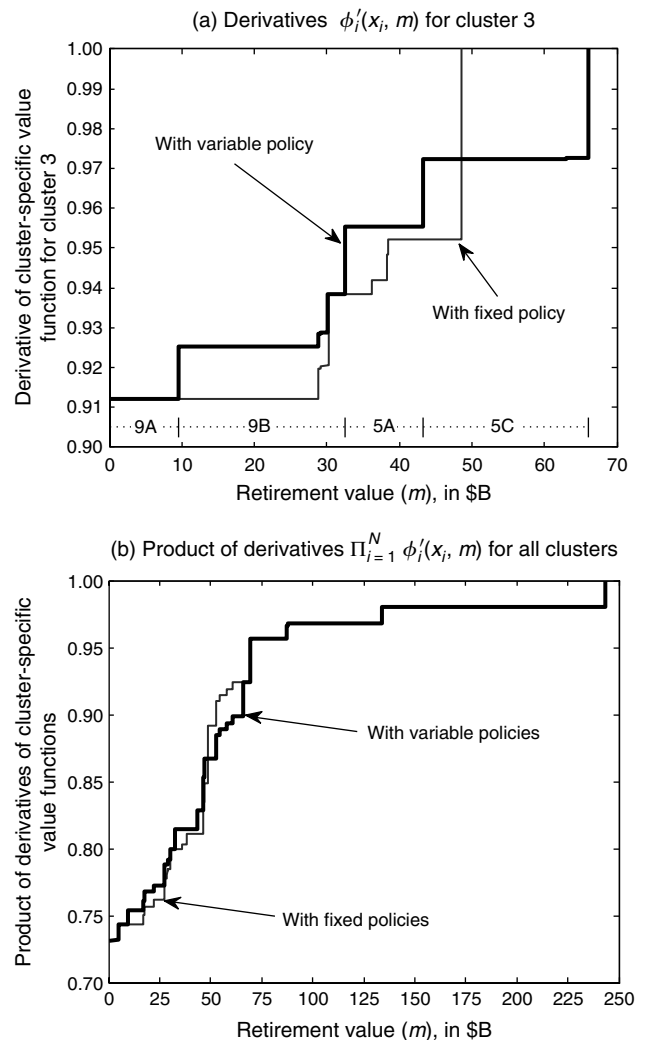 (a) Derivatives ϕ′ᵢ(xᵢ, m) for cluster 3
Derivative of cluster-specific value
function for cluster 3
1.00
0.99
0.98
0.97
0.96
0.95
0.94
0.93
0.92
0.91
0.90
With variable policy
With fixed policy
9A
9B
5A
5C
0 10 20 30 40 50 60 70
Retirement value (m), in $B
(b) Product of derivatives Πᴺᵢ₌₁ ϕ′ᵢ(xᵢ, m) for all clusters
Product of derivatives of cluster-specific
value functions
1.00
0.95
0.90
0.85
0.80
0.75
0.70
With variable policies
With fixed policies
0 25 50 75 100 125 150 175 200 225 250
Retirement value (m), in $B